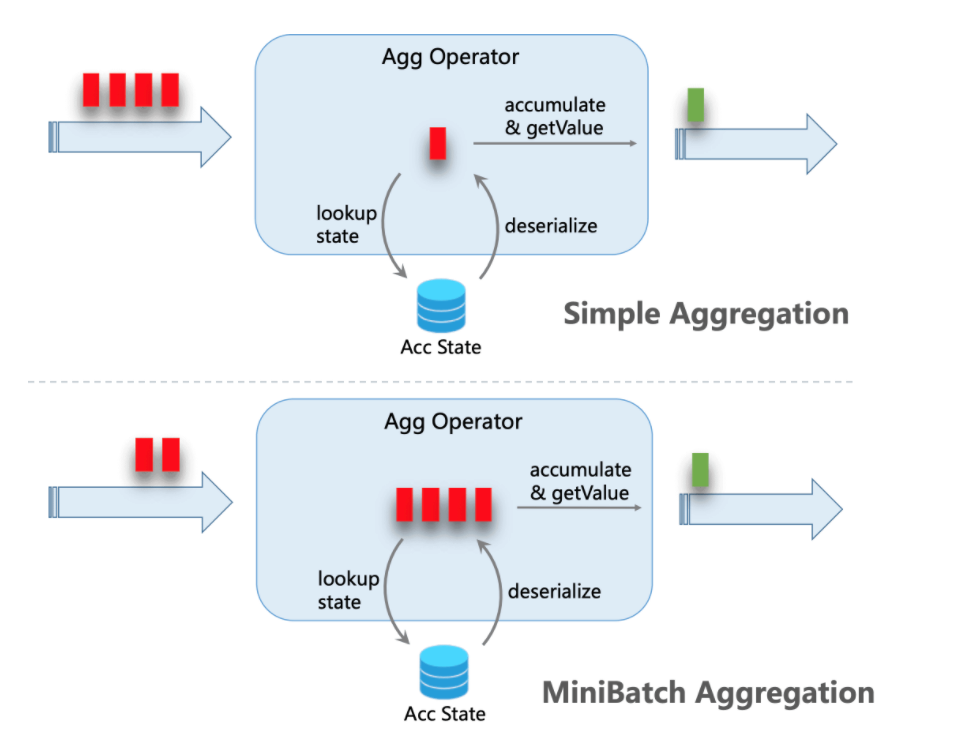 Agg Operator
accumulate
& getValue
lookup
state
deserialize
Acc State
Simple Aggregation
Agg Operator
accumulate
& getValue
lookup
state
deserialize
Acc State
MiniBatch Aggregation